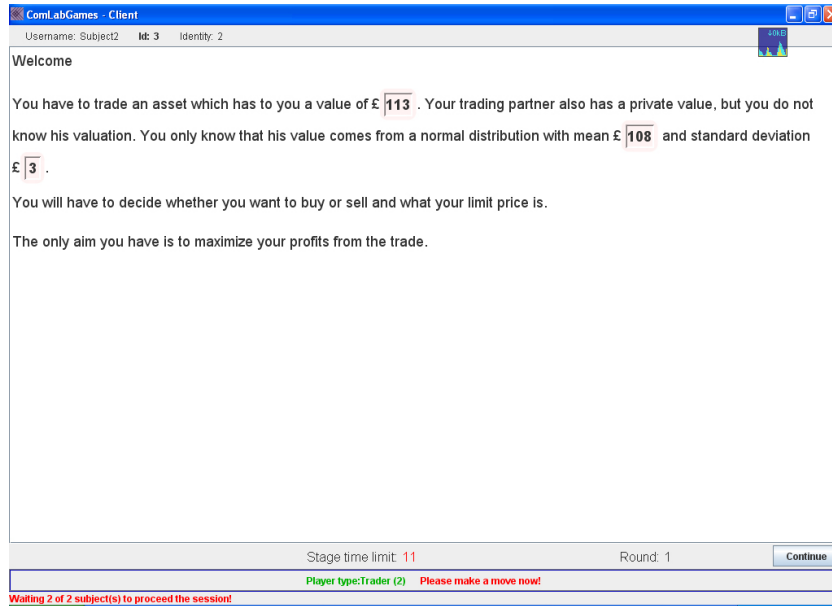 ComLabGames - Client
Username: Subject2 Id: 3 Identity: 2
Welcome
You have to trade an asset which has to you a value of £ 113 . Your trading partner also has a private value, but you do not
know his valuation. You only know that his value comes from a normal distribution with mean £ 108 and standard deviation
£ 3 .
You will have to decide whether you want to buy or sell and what your limit price is.
The only aim you have is to maximize your profits from the trade.
Stage time limit: 11 Round: 1 Continue
Player type:Trader (2) Please make a move now!
Waiting 2 of 2 subject(s) to proceed the session!